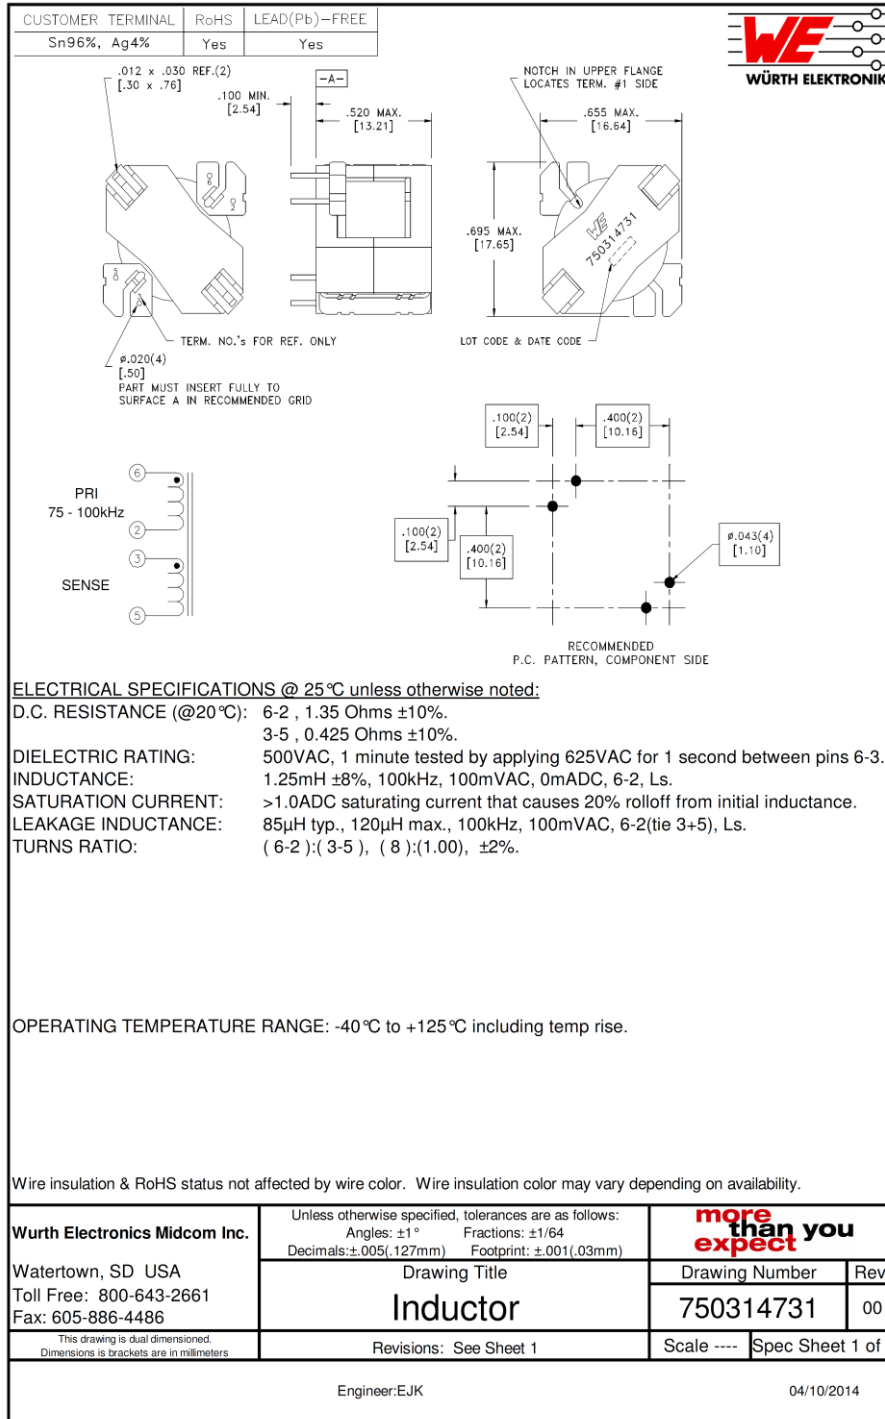 CUSTOMER TERMINAL RoHS LEAD(Pb)-FREE
Sn96%, Ag4% Yes Yes
WE
WÜRTH ELEKTRONIK
.012 x .030 REF.(2)
[.30 x .76]
-A-
.100 MIN.
[2.54]
.520 MAX.
[13.21]
NOTCH IN UPPER FLANGE
LOCATES TERM. #1 SIDE
.655 MAX.
[16.64]
6
2
5
3
.695 MAX.
[17.65]
WE
750314731
TERM. NO.'s FOR REF. ONLY
LOT CODE & DATE CODE
ø.020(4)
[.50]
PART MUST INSERT FULLY TO
SURFACE A IN RECOMMENDED GRID
.100(2)
[2.54]
.400(2)
[10.16]
6
PRI
75 - 100kHz
2
3
SENSE
5
.100(2)
[2.54]
.400(2)
[10.16]
ø.043(4)
[1.10]
RECOMMENDED
P.C. PATTERN, COMPONENT SIDE
ELECTRICAL SPECIFICATIONS @ 25°C unless otherwise noted:
D.C. RESISTANCE (@20°C): 6-2 , 1.35 Ohms ±10%.
3-5 , 0.425 Ohms ±10%.
DIELECTRIC RATING: 500VAC, 1 minute tested by applying 625VAC for 1 second between pins 6-3.
INDUCTANCE: 1.25mH ±8%, 100kHz, 100mVAC, 0mADC, 6-2, Ls.
SATURATION CURRENT: >1.0ADC saturating current that causes 20% rolloff from initial inductance.
LEAKAGE INDUCTANCE: 85µH typ., 120µH max., 100kHz, 100mVAC, 6-2(tie 3+5), Ls.
TURNS RATIO: ( 6-2 ):( 3-5 ), ( 8 ):(1.00), ±2%.
OPERATING TEMPERATURE RANGE: -40°C to +125°C including temp rise.
Wire insulation & RoHS status not affected by wire color. Wire insulation color may vary depending on availability.
Wurth Electronics Midcom Inc.
Watertown, SD USA
Toll Free: 800-643-2661
Fax: 605-886-4486
This drawing is dual dimensioned.
Dimensions is brackets are in millimeters
Unless otherwise specified, tolerances are as follows:
Angles: ±1° Fractions: ±1/64
Decimals:±.005(.127mm) Footprint: ±.001(.03mm)
Drawing Title
Inductor
Revisions: See Sheet 1
more
than you
expect
Drawing Number Rev
750314731 00
Scale ---- Spec Sheet 1 of
Engineer:EJK 04/10/2014